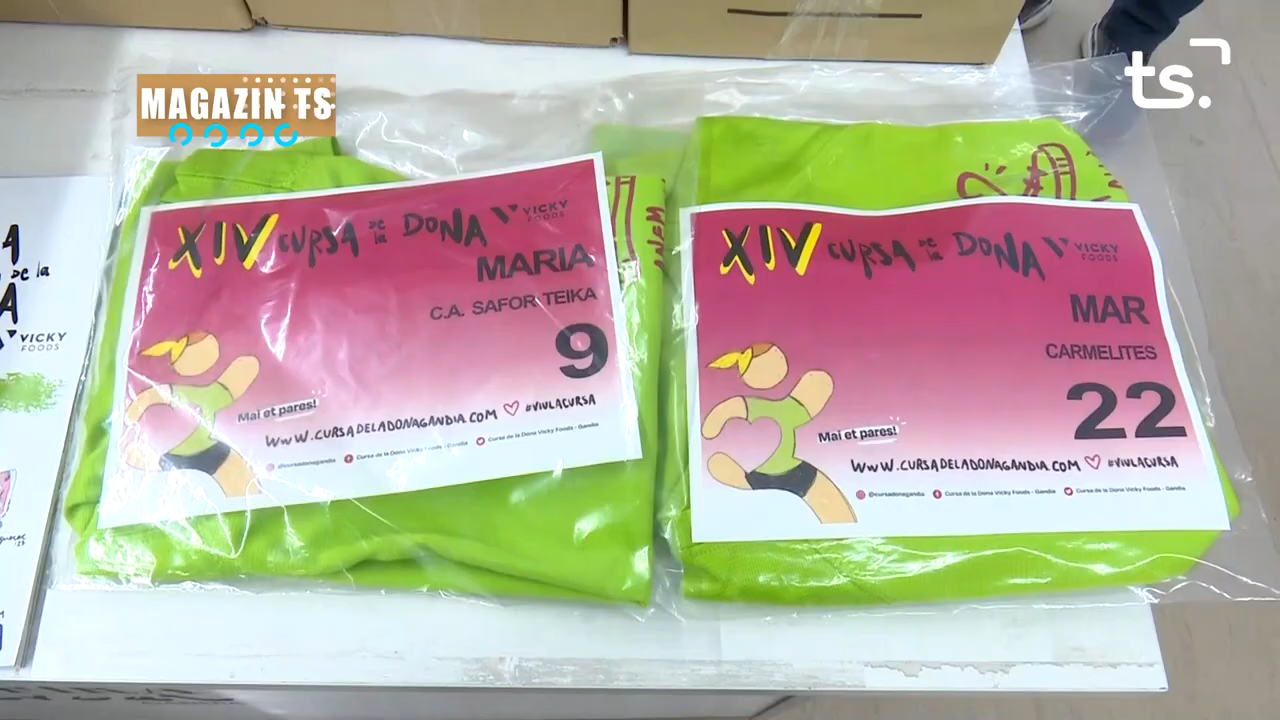 MAGAZIN TS
ts.
XIV CURSA DE la DONA VICKY FOODS
MARIA
C.A. SAFOR TEIKA
9
Mai et pares!
WWW.CURSADELADONAGANDIA.COM #VIULACURSA
@cursadonagandia Cursa de la Dona Vicky Foods - Gandia Cursa de la Dona Vicky Foods - Gandia
XIV CURSA DE la DONA VICKY FOODS
MAR
CARMELITES
22
Mai et pares!
WWW.CURSADELADONAGANDIA.COM #VIULACURSA
@cursadonagandia Cursa de la Dona Vicky Foods - Gandia Cursa de la Dona Vicky Foods - Gandia
A
DE la
A
VICKY
FOODS